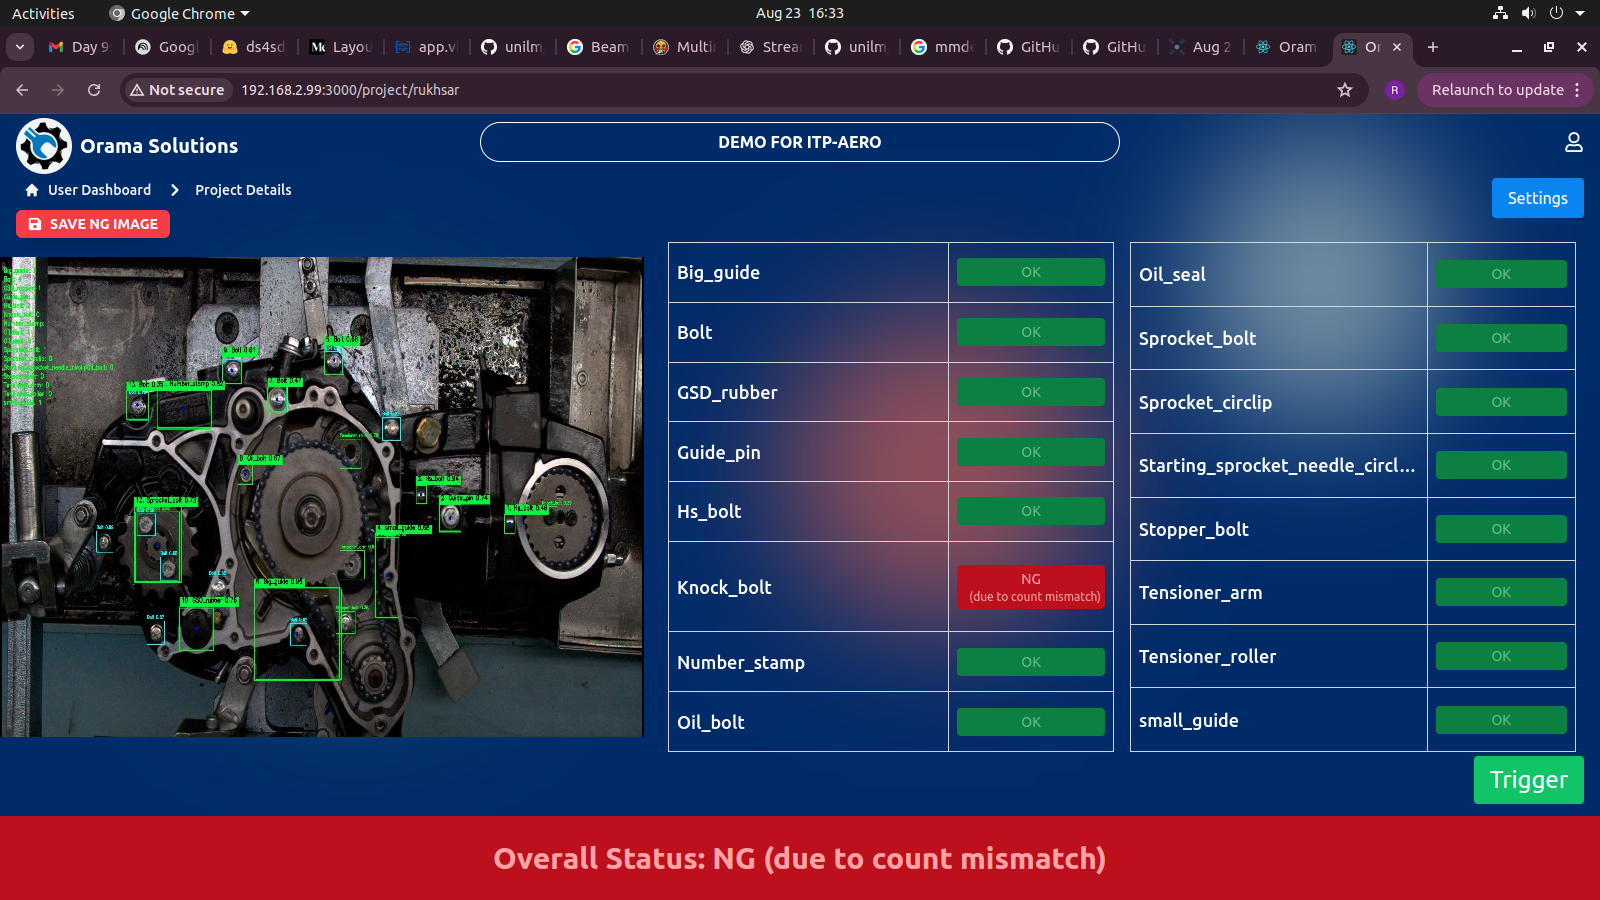 Activities
Google Chrome
Aug 23 16:33
Day 9
Googl
ds4sd
Layou
app.vi
unilm
Beam
Multi
Strea
unilm
mmde
GitHu
GitHu
Aug 2
Oram
Or
Not secure
192.168.2.99:3000/project/rukhsar
R
Relaunch to update
Orama Solutions
DEMO FOR ITP-AERO
User Dashboard
Project Details
Settings
SAVE NG IMAGE
Big_guide OK
Bolt OK
GSD_rubber OK
Guide_pin OK
Hs_bolt OK
Knock_bolt NG
(due to count mismatch)
Number_stamp OK
Oil_bolt OK
Oil_seal OK
Sprocket_bolt OK
Sprocket_circlip OK
Starting_sprocket_needle_circl... OK
Stopper_bolt OK
Tensioner_arm OK
Tensioner_roller OK
small_guide OK
Trigger
Overall Status: NG (due to count mismatch)